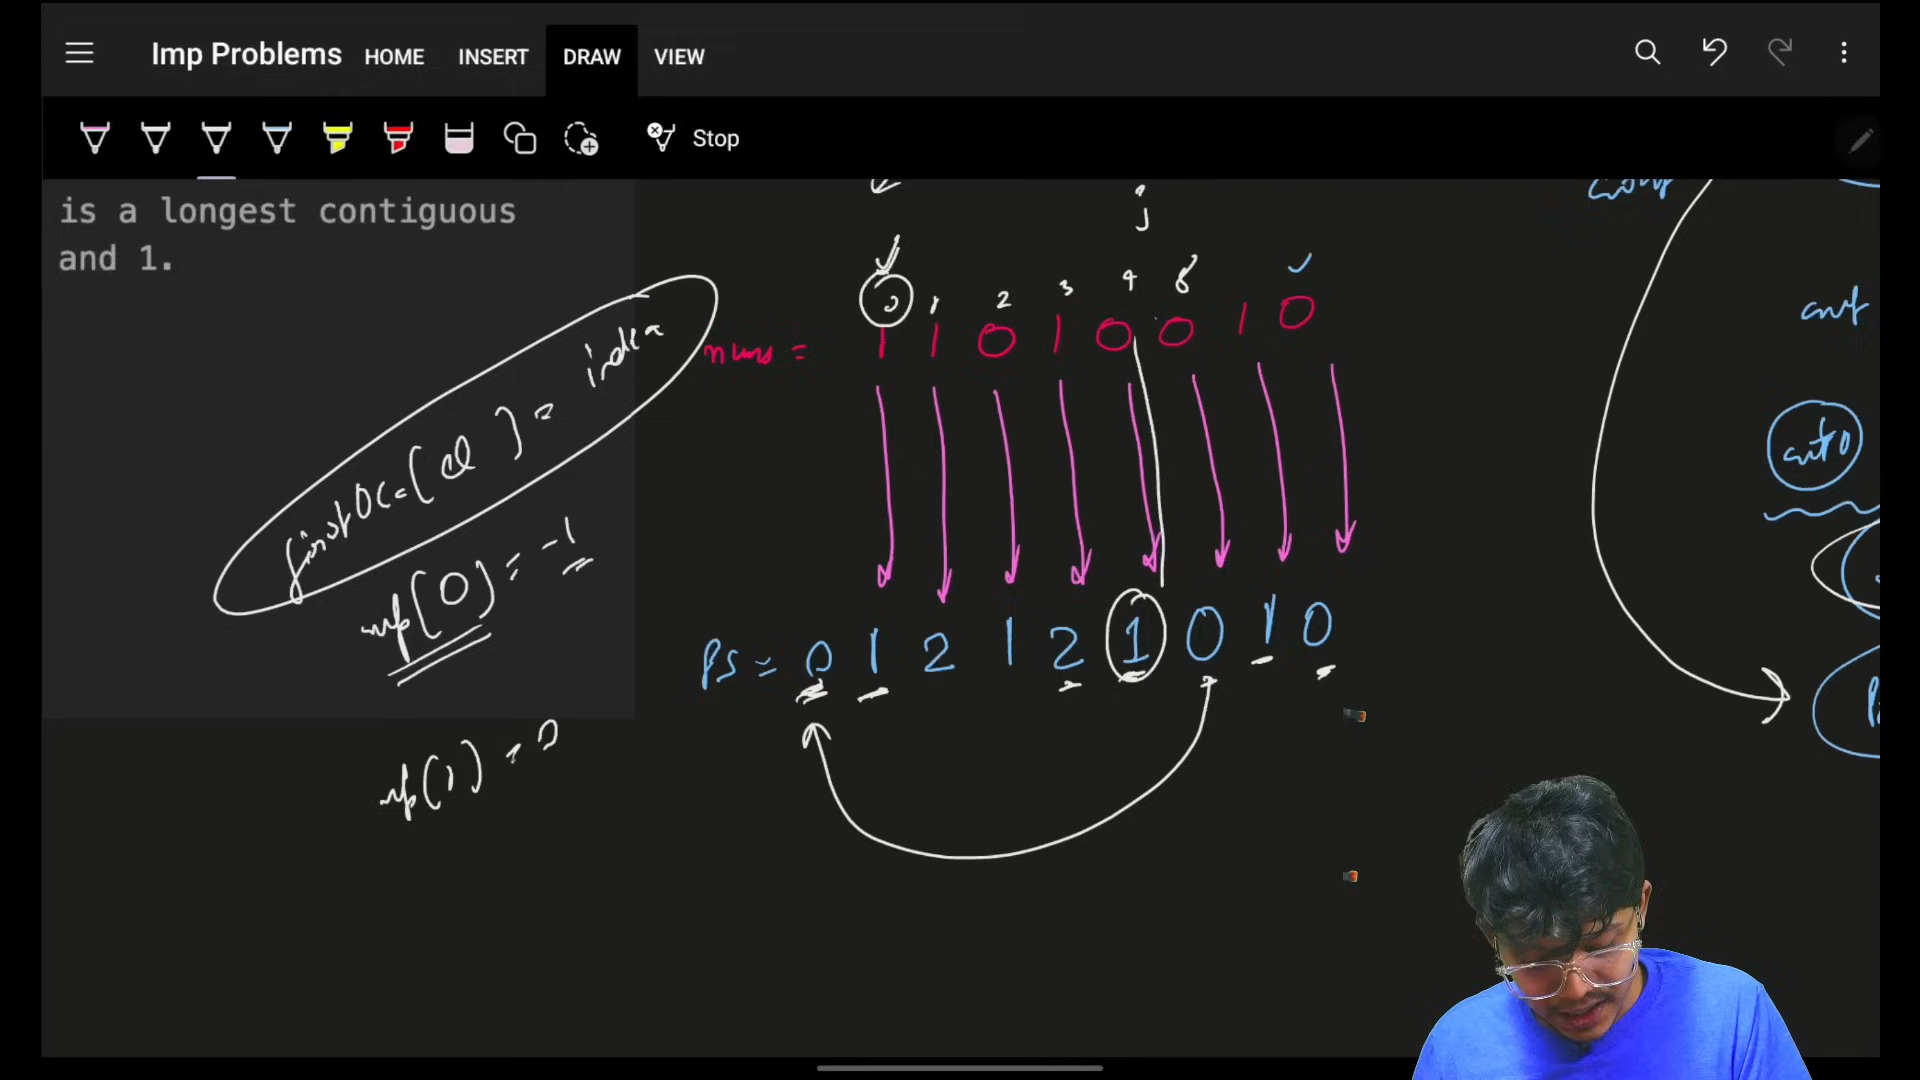 Imp Problems HOME INSERT DRAW VIEW
Stop
is a longest contiguous
and 1.
j
0 1 2 3 4 5
nums = 1 1 0 1 0 0 1 0
firstOcc [ ] = index
mp[0] = -1
PS = 0 1 2 1 2 1 0 1 0
mp[1] = 0
cnt
cnt0